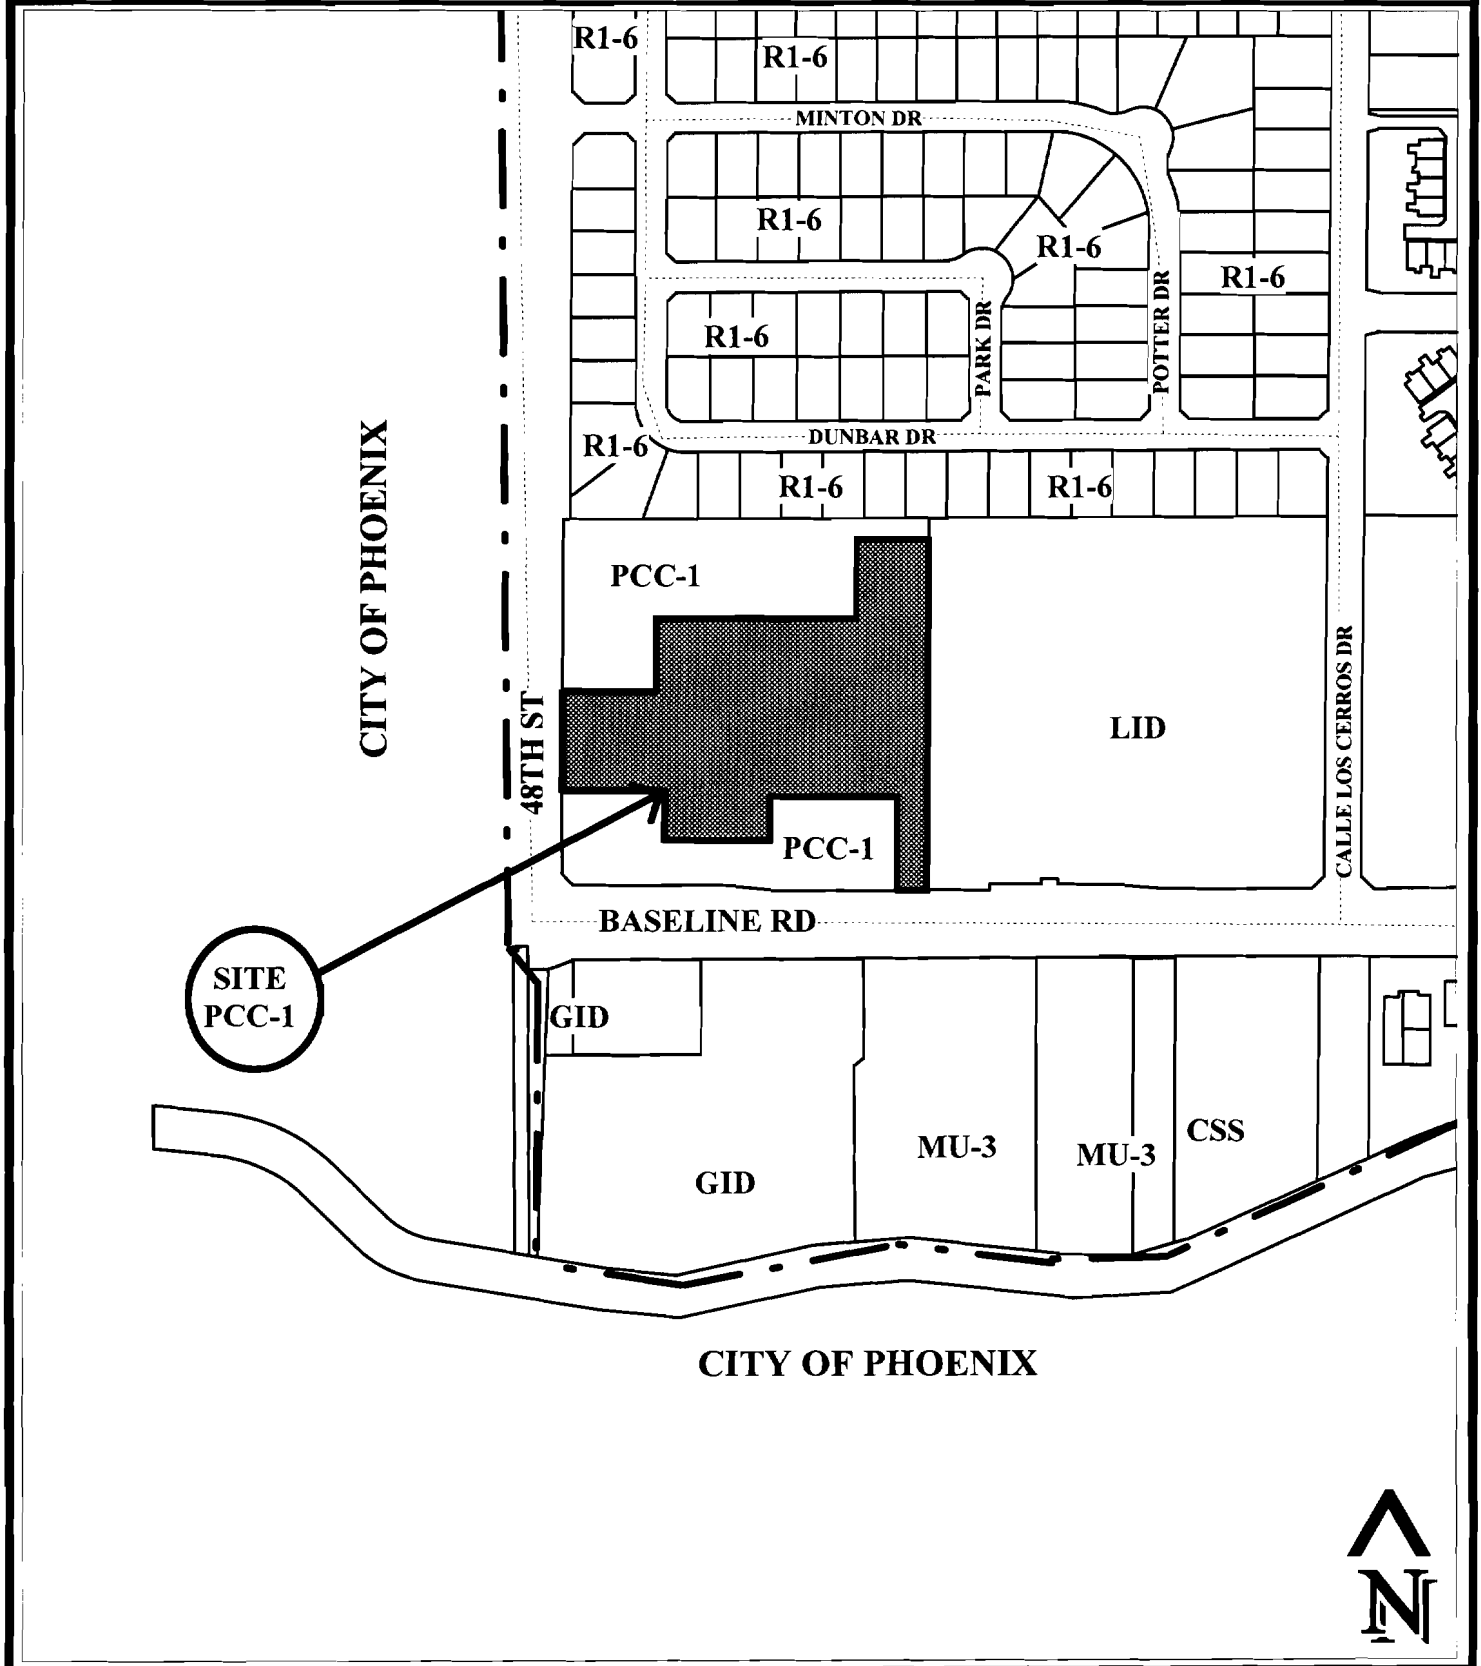 R1-6
R1-6
MINTON DR
R1-6
R1-6
R1-6
R1-6
PARK DR
POTTER DR
DUNBAR DR
R1-6
R1-6
R1-6
CITY OF PHOENIX
PCC-1
48TH ST
LID
CALLE LOS CERROS DR
PCC-1
BASELINE RD
SITE
PCC-1
GID
GID
MU-3
MU-3
CSS
CITY OF PHOENIX
N